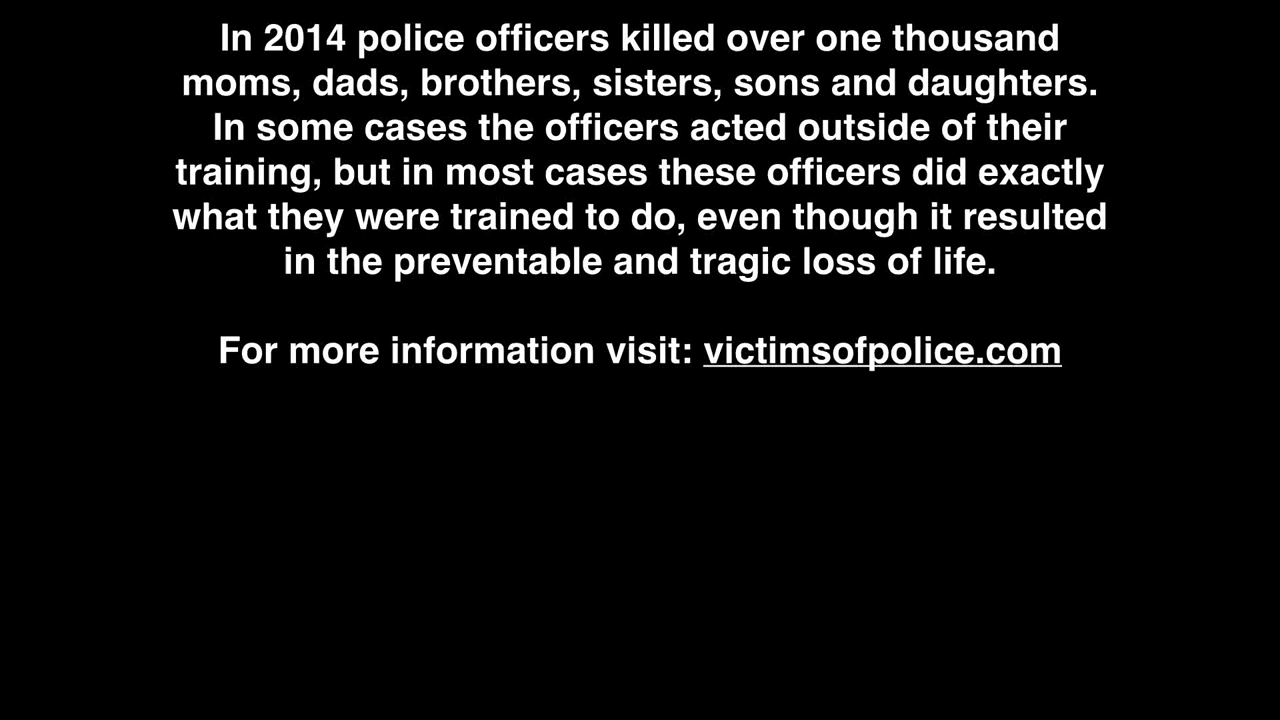 In 2014 police officers killed over one thousand
moms, dads, brothers, sisters, sons and daughters.
In some cases the officers acted outside of their
training, but in most cases these officers did exactly
what they were trained to do, even though it resulted
in the preventable and tragic loss of life.
For more information visit: victimsofpolice.com